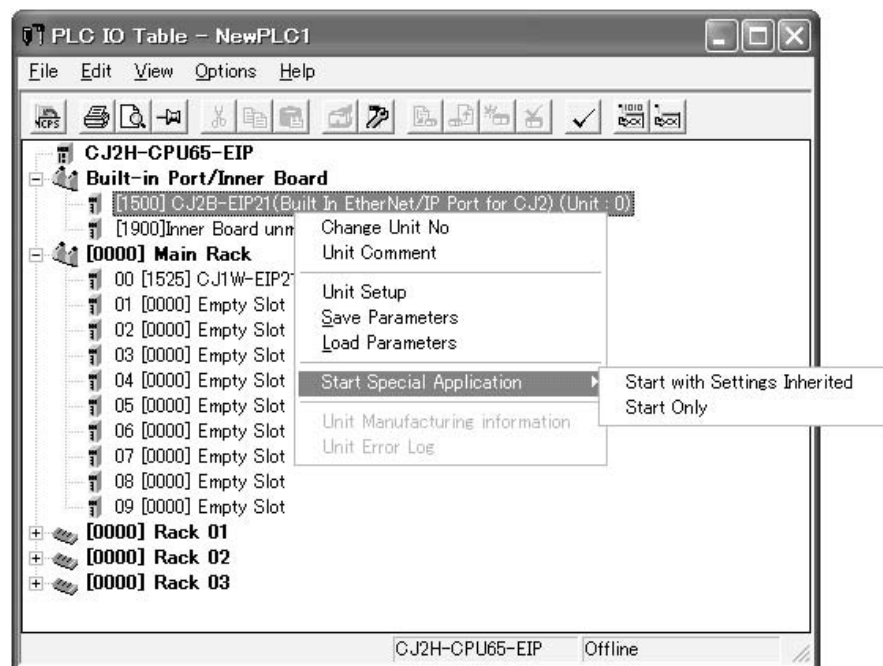 PLC IO Table - NewPLC1
File Edit View Options Help
CJ2H-CPU65-EIP
Built-in Port/Inner Board
[1500] CJ2B-EIP21(Built In EtherNet/IP Port for CJ2) (Unit : 0)
[1900]Inner Board
Change Unit No
[0000] Main Rack
Unit Comment
00 [1525] CJ1W-EIP2
Unit Setup
01 [0000] Empty Slot
Save Parameters
02 [0000] Empty Slot
Load Parameters
03 [0000] Empty Slot
04 [0000] Empty Slot
Start Special Application
Start with Settings Inherited
05 [0000] Empty Slot
Start Only
06 [0000] Empty Slot
Unit Manufacturing information
07 [0000] Empty Slot
Unit Error Log
08 [0000] Empty Slot
09 [0000] Empty Slot
[0000] Rack 01
[0000] Rack 02
[0000] Rack 03
CJ2H-CPU65-EIP Offline